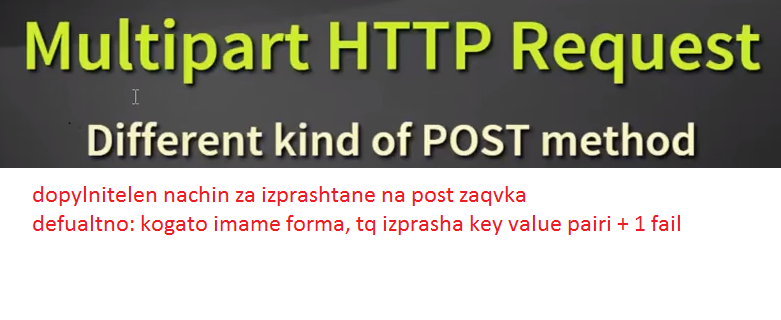 Multipart HTTP Request
Different kind of POST method
dopylnitelen nachin za izprashtane na post zaqvka
defualtno: kogato imame forma, tq izprasha key value pairi + 1 fail